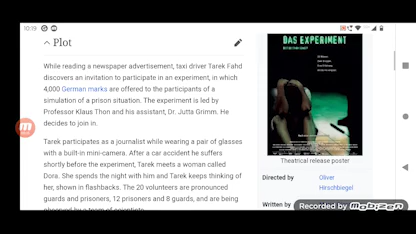 10:19
Plot
DAS EXPERIMENT
While reading a newspaper advertisement, taxi driver Tarek Fahd
discovers an invitation to participate in an experiment, in which
4,000 German marks are offered to the participants of a
simulation of a prison situation. The experiment is led by
Professor Klaus Thon and his assistant, Dr. Jutta Grimm. He
decides to join in.
Theatrical release poster
Tarek participates as a journalist while wearing a pair of glasses
with a built-in mini-camera. After a car accident he suffers
shortly before the experiment, Tarek meets a woman called
Dora. She spends the night with him and Tarek keeps thinking of
her, shown in flashbacks. The 20 volunteers are pronounced
guards and prisoners, 12 prisoners and 8 guards, and are being
observed by a team of scientists
Directed by Oliver
Hirschbiegel
Written by
Recorded by Mobizen